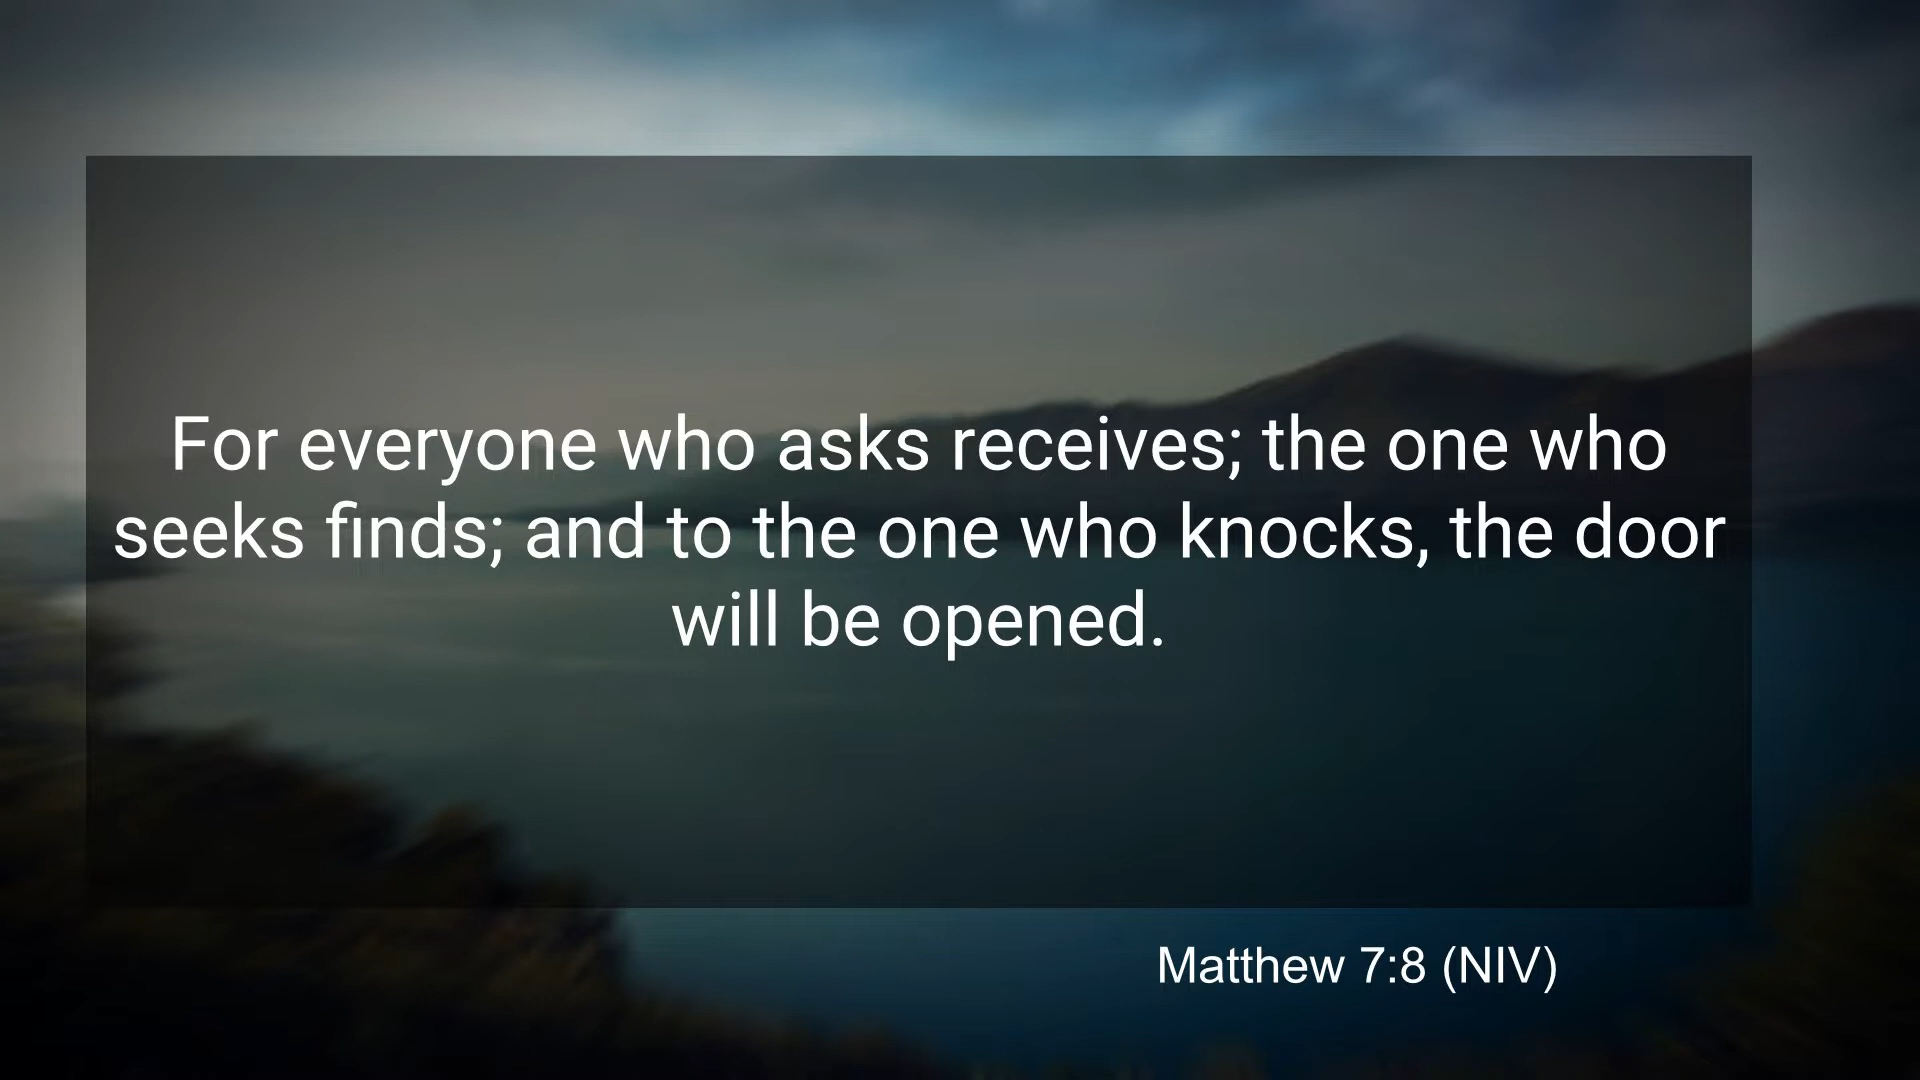 For everyone who asks receives; the one who
seeks finds; and to the one who knocks, the door
will be opened.
Matthew 7:8 (NIV)